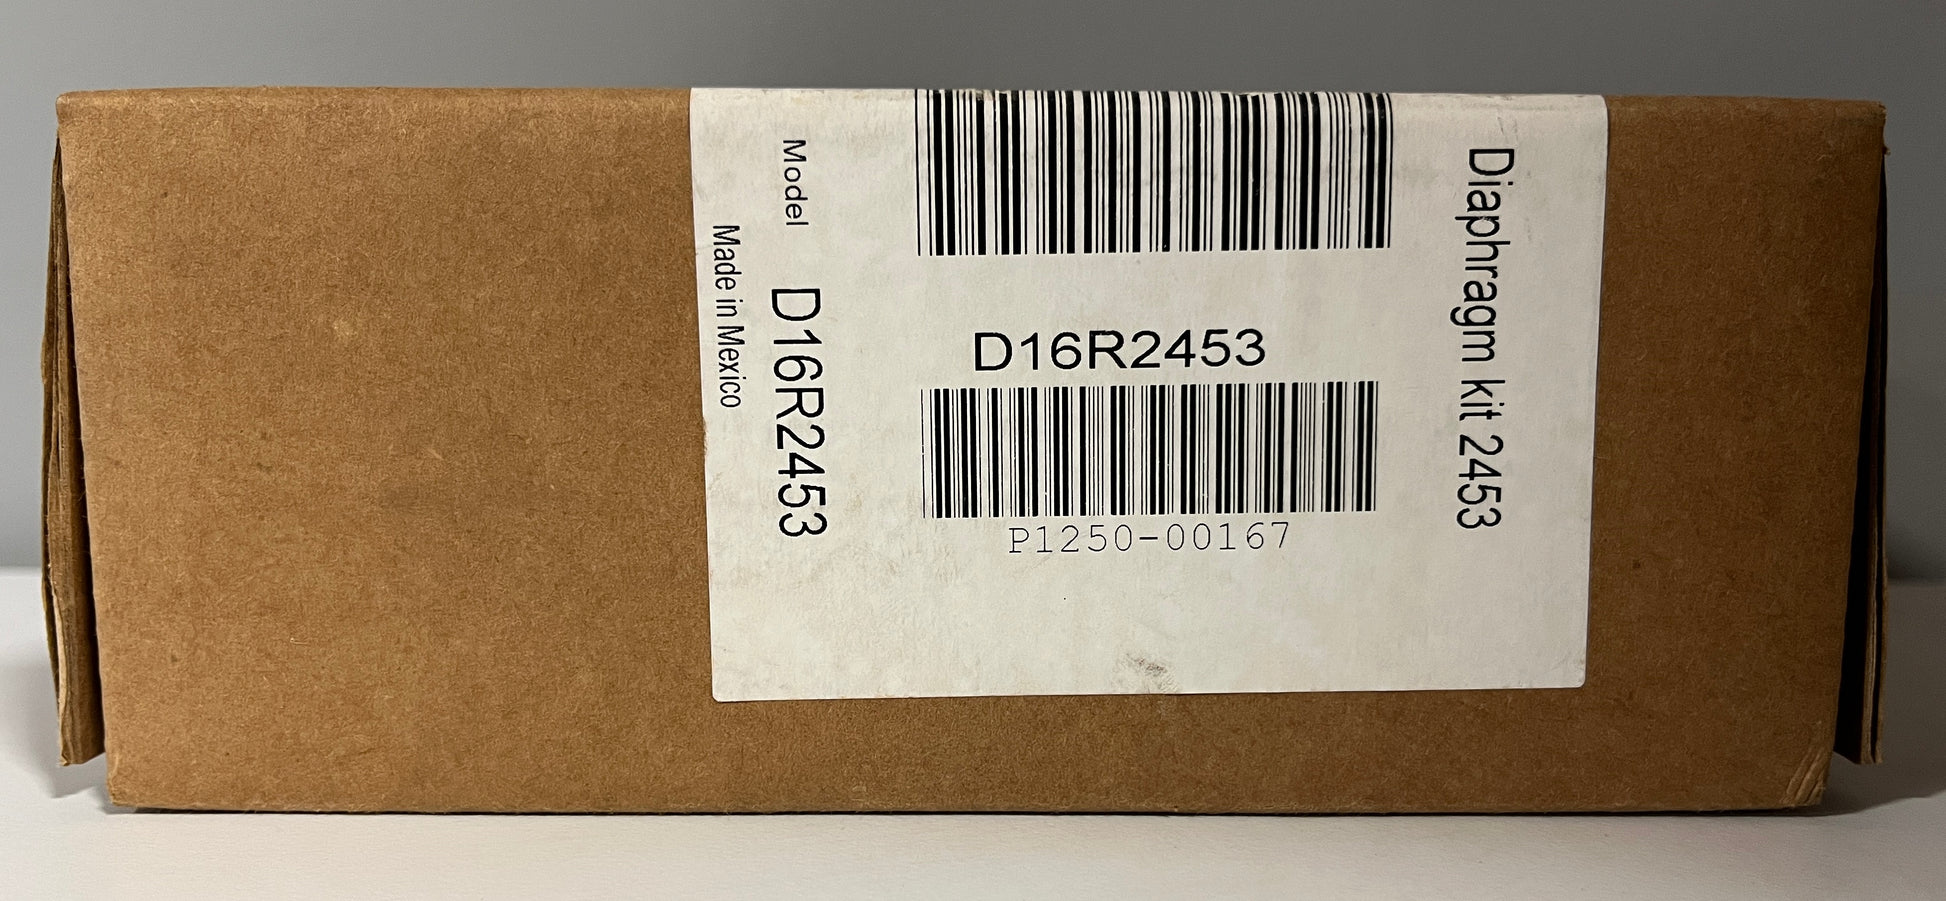 Diaphragm kit 2453
D16R2453
P1250-00167
Model D16R2453
Made in Mexico